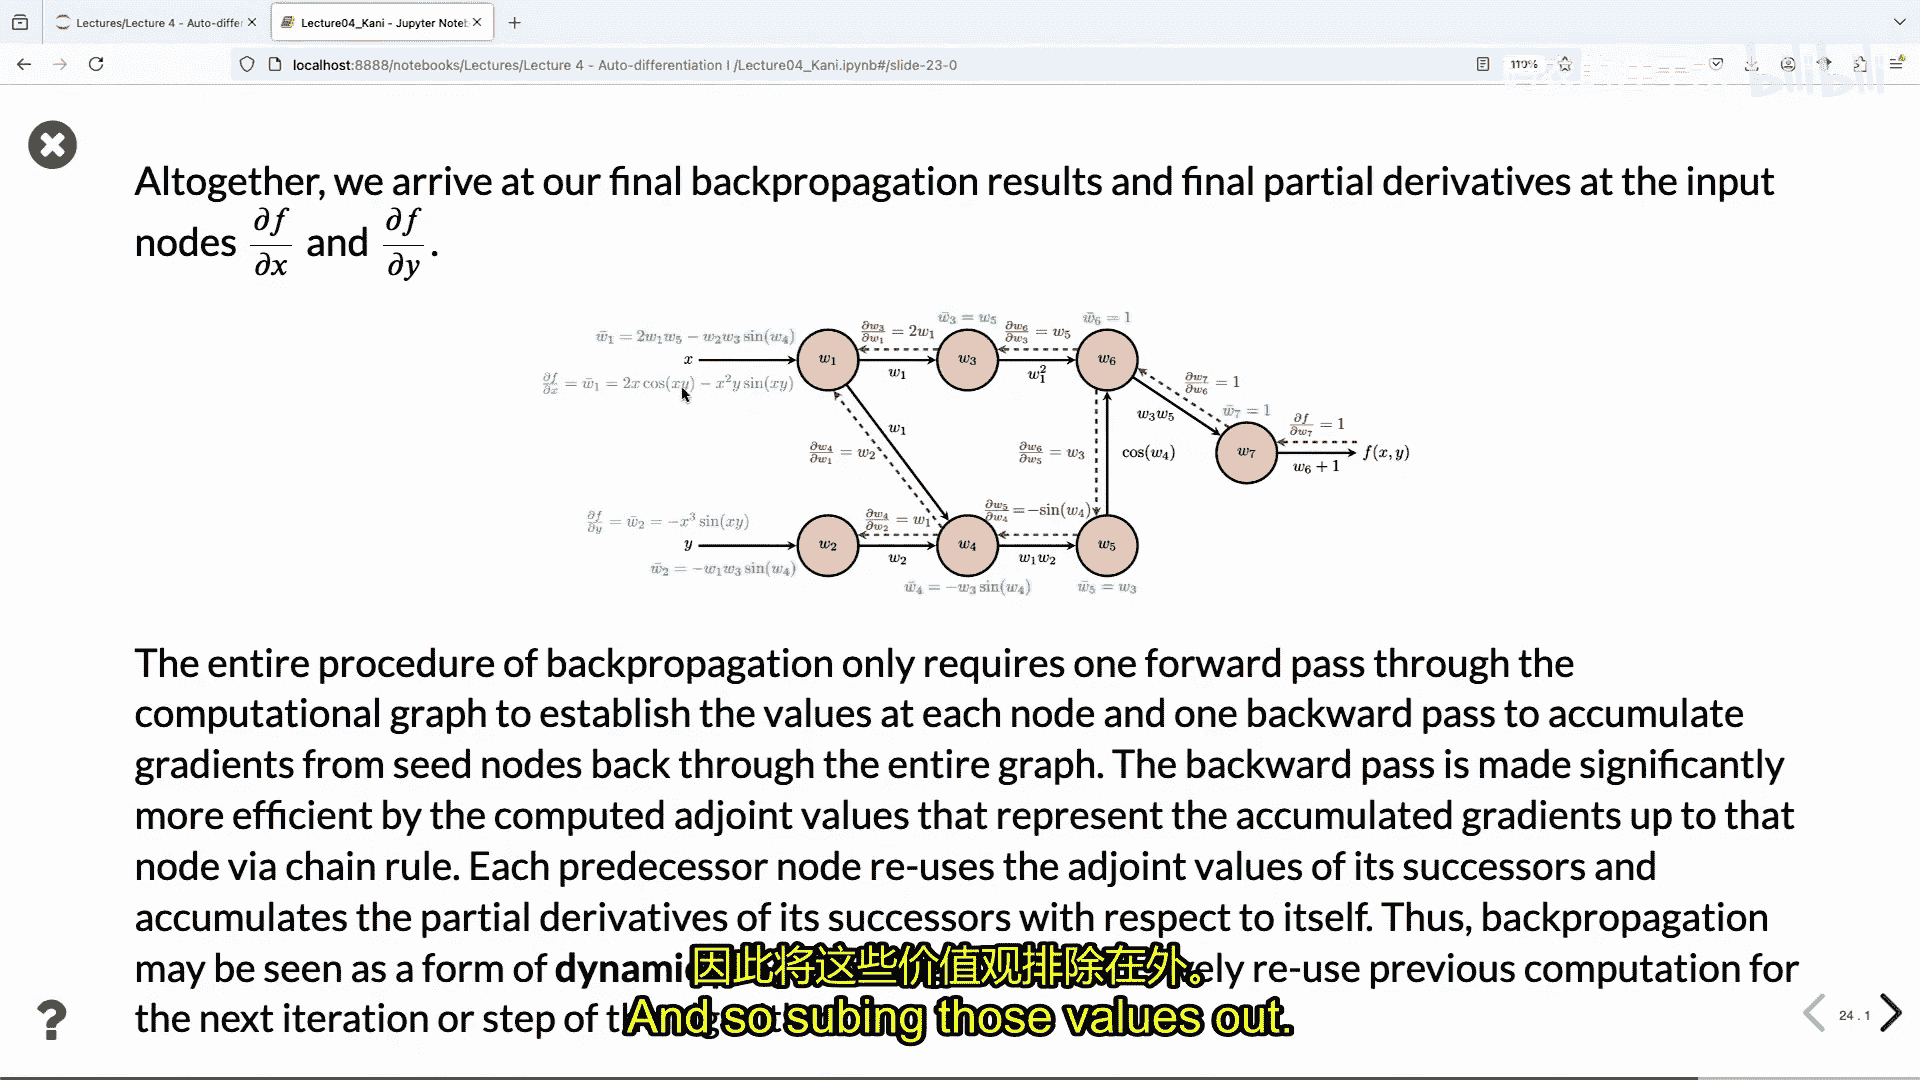 Lectures/Lecture 4 - Auto-diffe
Lecture04_Kani - Jupyter Note
localhost:8888/notebooks/Lectures/Lecture 4 - Auto-differentiation I /Lecture04_Kani.ipynb#/slide-23-0
110%
bilibili
Altogether, we arrive at our final backpropagation results and final partial derivatives at the input
nodes ∂f/∂x and ∂f/∂y.
w̄₁ = 2w₁w₅ − w₂w₃ sin(w₄)
∂w₃/∂w₁ = 2w₁
w̄₃ = w₅
∂w₆/∂w₃ = w₅
w̄₆ = 1
x
w₁
w₃
w₆
w₁
w₁²
∂f/∂x = w̄₁ = 2x cos(xy) − x²y sin(xy)
∂w₇/∂w₆ = 1
w₃w₅
w̄₇ = 1
∂f/∂w₇ = 1
w₁
∂w₄/∂w₁ = w₂
∂w₆/∂w₅ = w₃
cos(w₄)
w₇
f(x, y)
w₆ + 1
∂f/∂y = w̄₂ = −x³ sin(xy)
∂w₄/∂w₂ = w₁
∂w₅/∂w₄ = −sin(w₄)
y
w₂
w₄
w₅
w₂
w₁w₂
w̄₂ = −w₁w₃ sin(w₄)
w̄₄ = −w₃ sin(w₄)
w̄₅ = w₃
The entire procedure of backpropagation only requires one forward pass through the
computational graph to establish the values at each node and one backward pass to accumulate
gradients from seed nodes back through the entire graph. The backward pass is made significantly
more efficient by the computed adjoint values that represent the accumulated gradients up to that
node via chain rule. Each predecessor node re-uses the adjoint values of its successors and
accumulates the partial derivatives of its successors with respect to itself. Thus, backpropagation
may be seen as a form of dynami ely re-use previous computation for
因此将这些价值观排除在外。
the next iteration or step of
And so subing those values out.
?
24 . 1